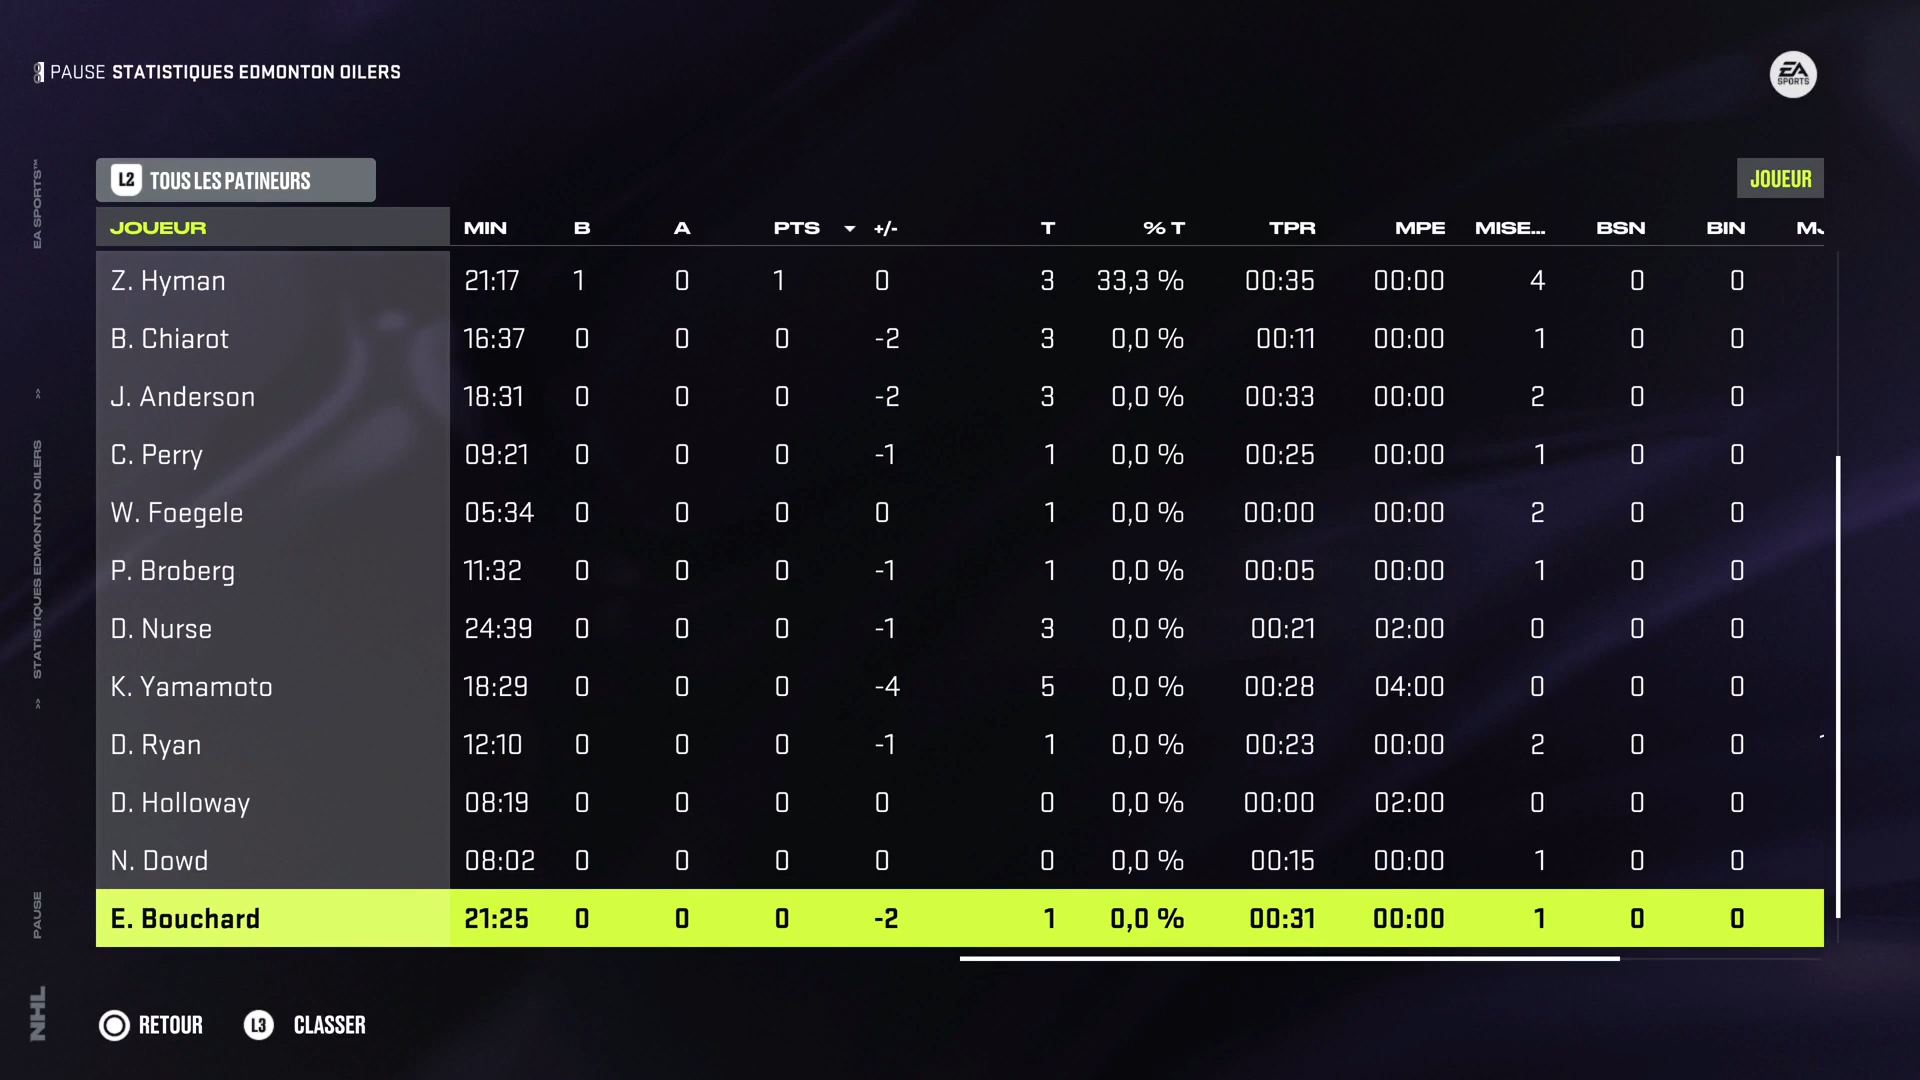 PAUSE STATISTIQUES EDMONTON OILERS
EA SPORTS
L2 TOUS LES PATINEURS
JOUEUR
JOUEUR MIN B A PTS +/- T % T TPR MPE MISE... BSN BIN
Z. Hyman 21:17 1 0 1 0 3 33,3 % 00:35 00:00 4 0 0
B. Chiarot 16:37 0 0 0 -2 3 0,0 % 00:11 00:00 1 0 0
J. Anderson 18:31 0 0 0 -2 3 0,0 % 00:33 00:00 2 0 0
C. Perry 09:21 0 0 0 -1 1 0,0 % 00:25 00:00 1 0 0
W. Foegele 05:34 0 0 0 0 1 0,0 % 00:00 00:00 2 0 0
P. Broberg 11:32 0 0 0 -1 1 0,0 % 00:05 00:00 1 0 0
D. Nurse 24:39 0 0 0 -1 3 0,0 % 00:21 02:00 0 0 0
K. Yamamoto 18:29 0 0 0 -4 5 0,0 % 00:28 04:00 0 0 0
D. Ryan 12:10 0 0 0 -1 1 0,0 % 00:23 00:00 2 0 0
D. Holloway 08:19 0 0 0 0 0 0,0 % 00:00 02:00 0 0 0
N. Dowd 08:02 0 0 0 0 0 0,0 % 00:15 00:00 1 0 0
E. Bouchard 21:25 0 0 0 -2 1 0,0 % 00:31 00:00 1 0 0
RETOUR L3 CLASSER
NHL PAUSE >> STATISTIQUES EDMONTON OILERS >> EA SPORTS™